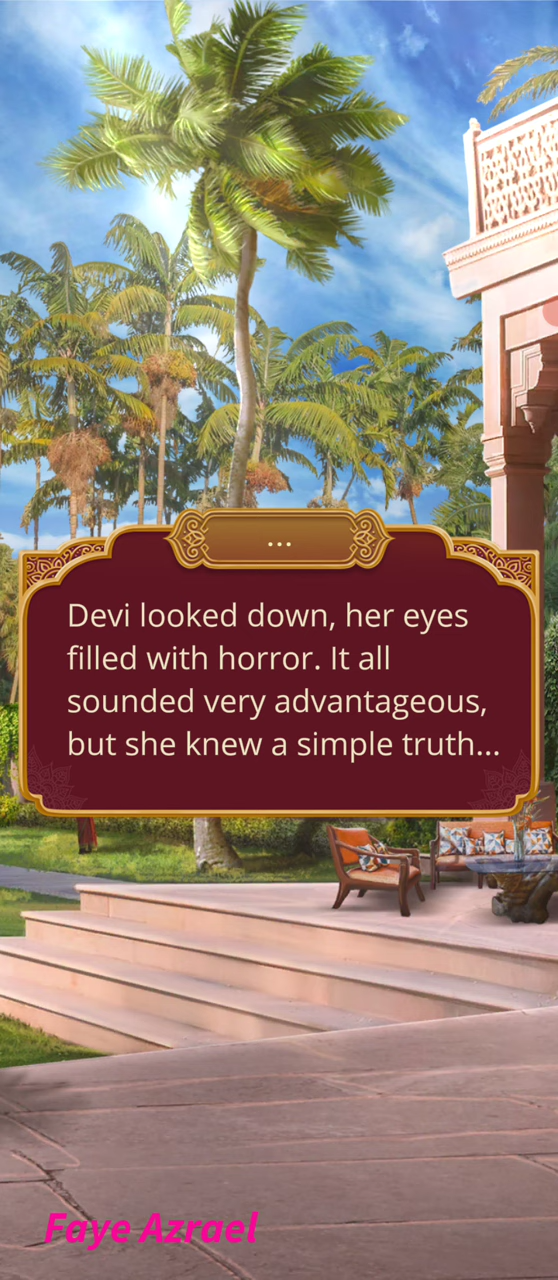 ...
Devi looked down, her eyes
filled with horror. It all
sounded very advantageous,
but she knew a simple truth...
Faye Azrael